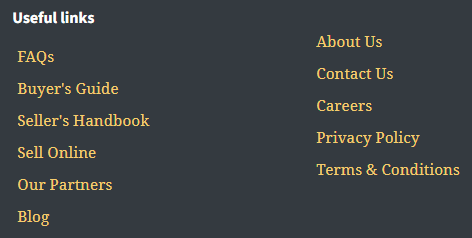 Useful links
FAQs
Buyer's Guide
Seller's Handbook
Sell Online
Our Partners
Blog
About Us
Contact Us
Careers
Privacy Policy
Terms & Conditions